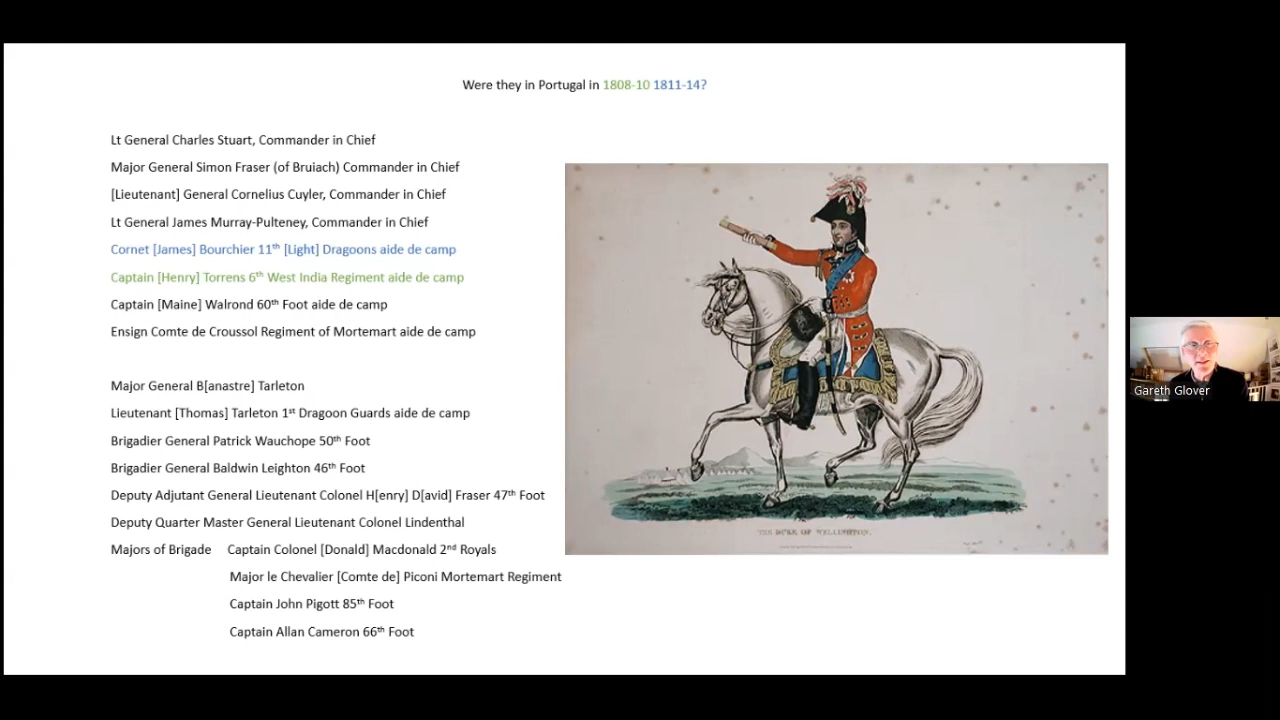 Were they in Portugal in 1808-10 1811-14?
Lt General Charles Stuart, Commander in Chief
Major General Simon Fraser (of Bruiach) Commander in Chief
[Lieutenant] General Cornelius Cuyler, Commander in Chief
Lt General James Murray-Pulteney, Commander in Chief
Cornet [James] Bourchier 11th [Light] Dragoons aide de camp
Captain [Henry] Torrens 6th West India Regiment aide de camp
Captain [Maine] Walrond 60th Foot aide de camp
Ensign Comte de Croussol Regiment of Mortemart aide de camp
Major General B[anastre] Tarleton
Lieutenant [Thomas] Tarleton 1st Dragoon Guards aide de camp
Brigadier General Patrick Wauchope 50th Foot
Brigadier General Baldwin Leighton 46th Foot
Deputy Adjutant General Lieutenant Colonel H[enry] D[avid] Fraser 47th Foot
Deputy Quarter Master General Lieutenant Colonel Lindenthal
Majors of Brigade Captain Colonel [Donald] Macdonald 2nd Royals
Major le Chevalier [Comte de] Piconi Mortemart Regiment
Captain John Pigott 85th Foot
Captain Allan Cameron 66th Foot
THE DUKE OF WELLINGTON.
Gareth Glover